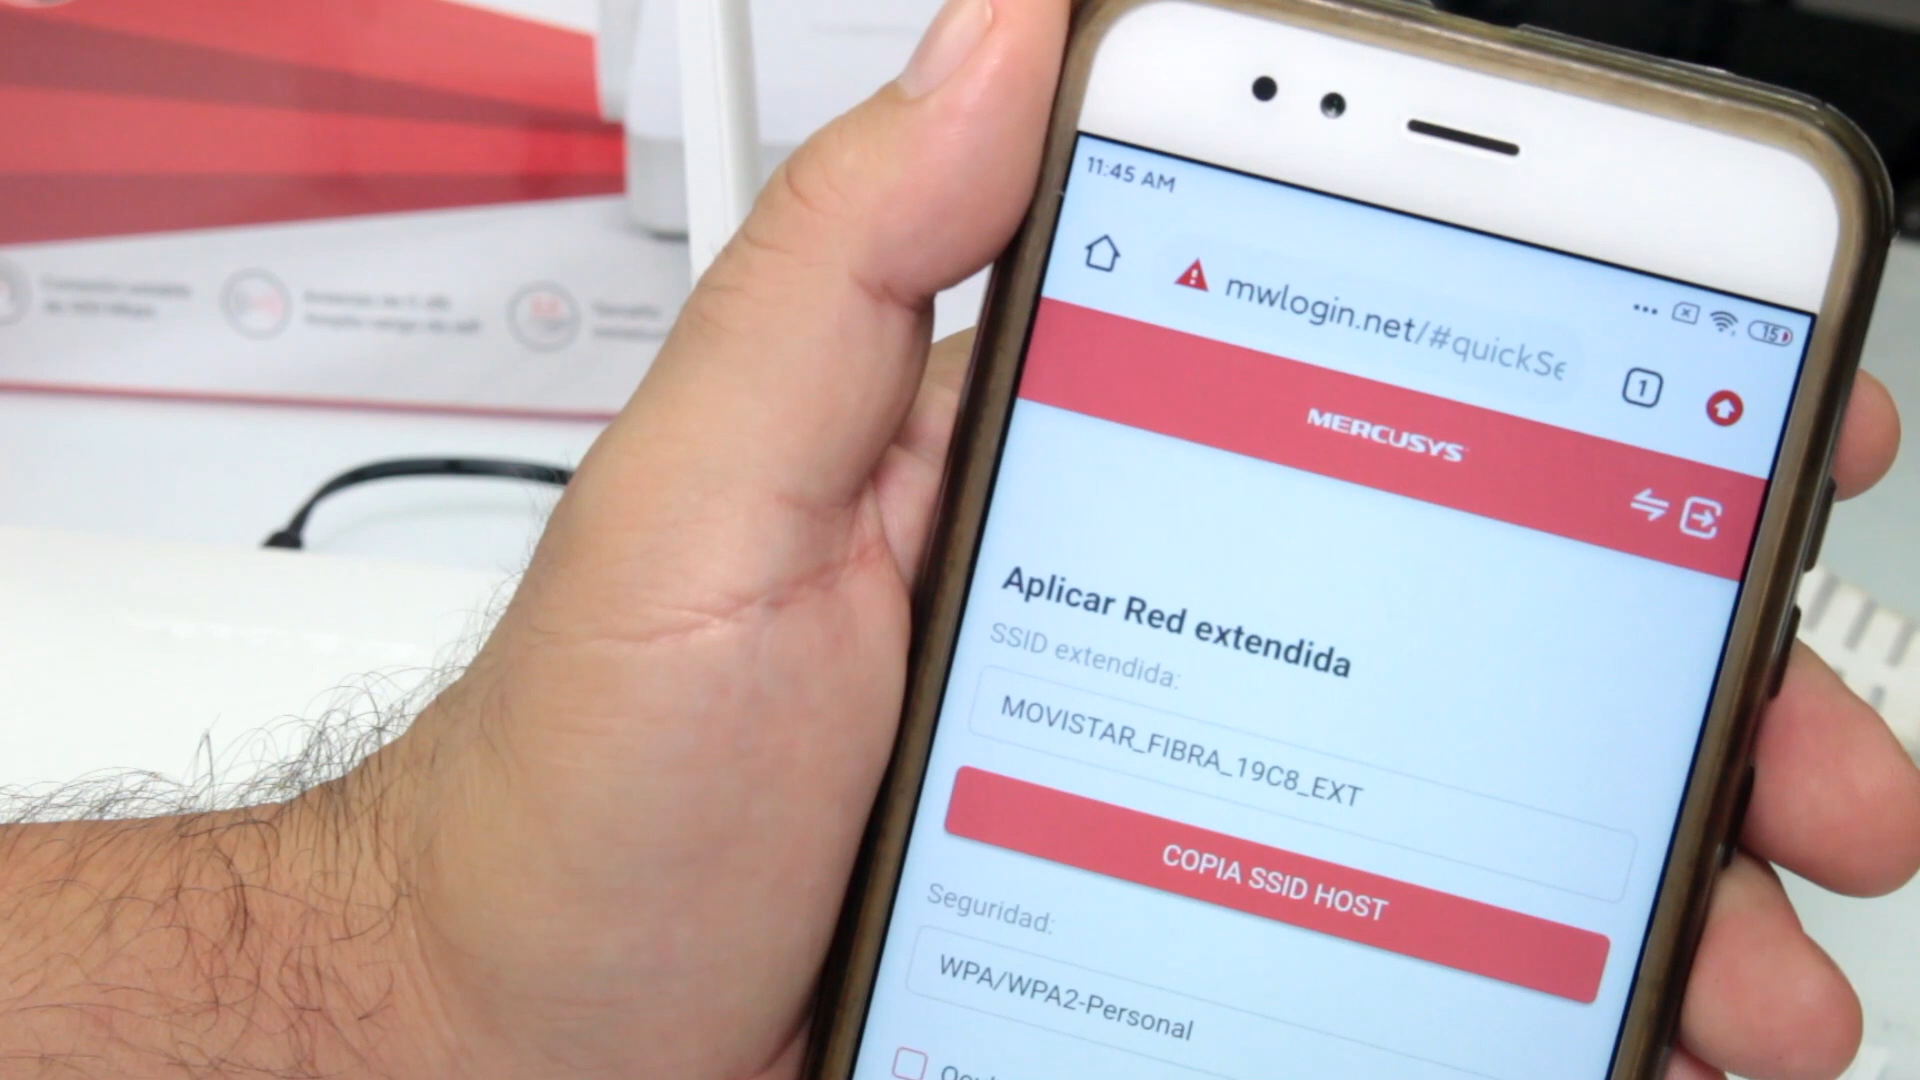 11:45 AM
15
mwlogin.net/#quickSe
1
MERCUSYS
Aplicar Red extendida
SSID extendida:
MOVISTAR_FIBRA_19C8_EXT
COPIA SSID HOST
Seguridad:
WPA/WPA2-Personal